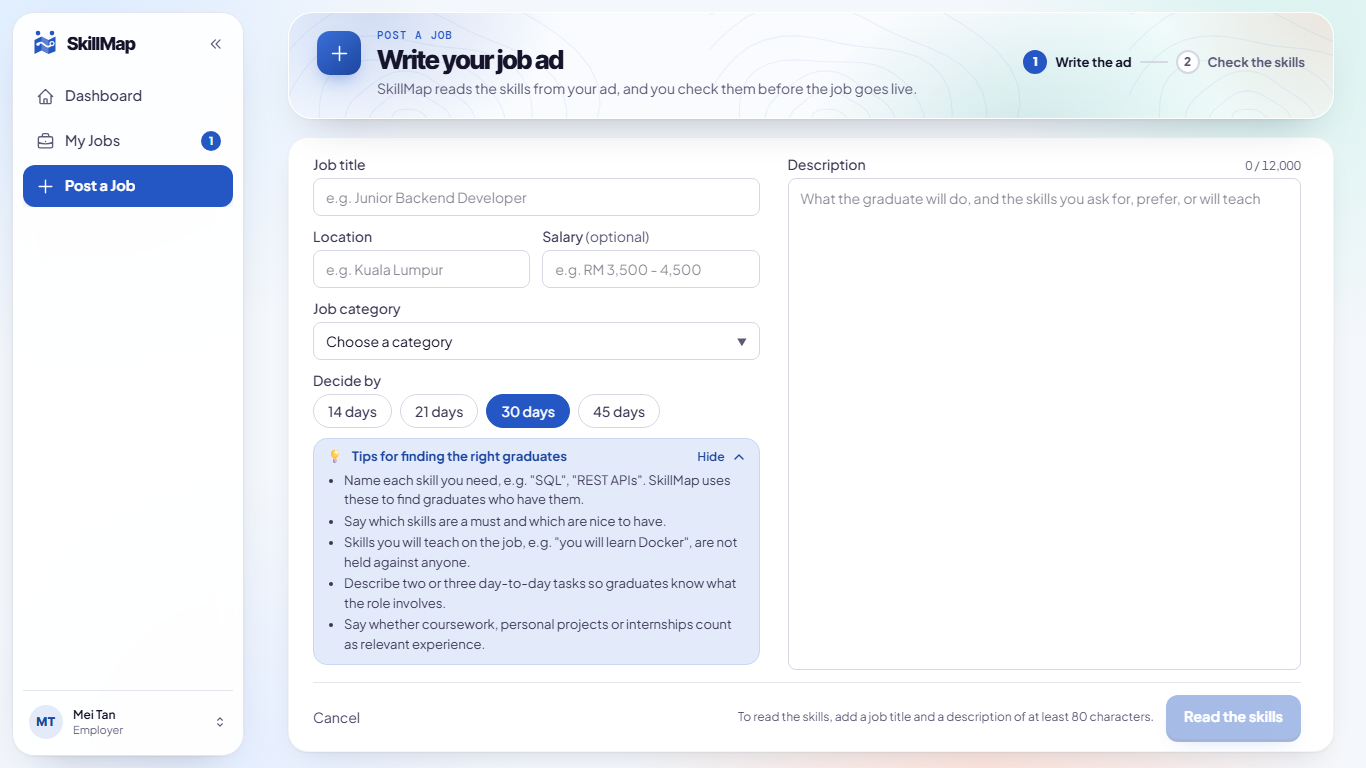 SkillMap
Dashboard
My Jobs 1
Post a Job
Mei Tan
MT
Employer
POST A JOB
Write your job ad
SkillMap reads the skills from your ad, and you check them before the job goes live.
1 Write the ad 2 Check the skills
Job title
e.g. Junior Backend Developer
Location Salary (optional)
e.g. Kuala Lumpur e.g. RM 3,500 - 4,500
Job category
Choose a category
Decide by
14 days 21 days 30 days 45 days
Tips for finding the right graduates Hide
• Name each skill you need, e.g. "SQL", "REST APIs". SkillMap uses
these to find graduates who have them.
• Say which skills are a must and which are nice to have.
• Skills you will teach on the job, e.g. "you will learn Docker", are not
held against anyone.
• Describe two or three day-to-day tasks so graduates know what
the role involves.
• Say whether coursework, personal projects or internships count
as relevant experience.
Description 0 / 12,000
What the graduate will do, and the skills you ask for, prefer, or will teach
Cancel
To read the skills, add a job title and a description of at least 80 characters.
Read the skills